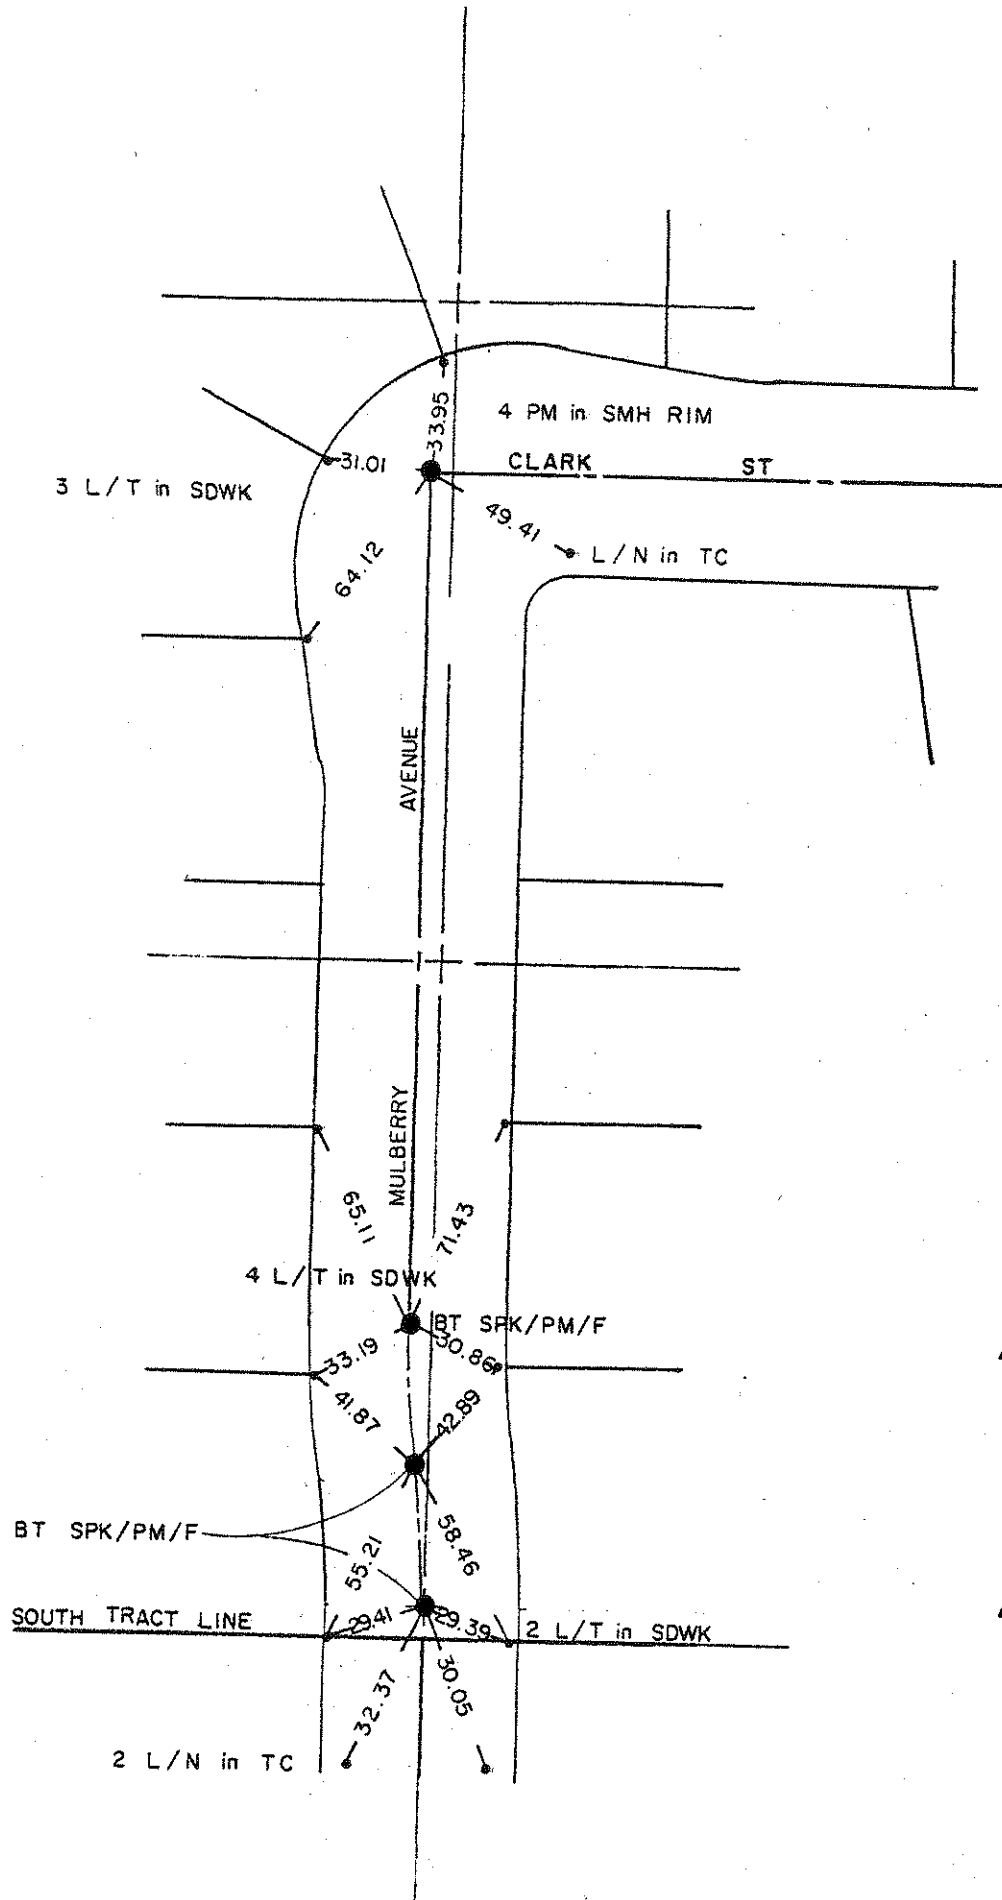 33.95
4 PM in SMH RIM
31.01
CLARK ST
3 L/T in SDWK
49.41
L/N in TC
64.12
MULBERRY AVENUE
65.11
71.43
4 L/T in SDWK
BT SPK/PM/F
33.19
30.86
41.87
42.89
BT SPK/PM/F
58.46
55.21
SOUTH TRACT LINE
29.41
29.39
2 L/T in SDWK
32.37
30.05
2 L/N in TC